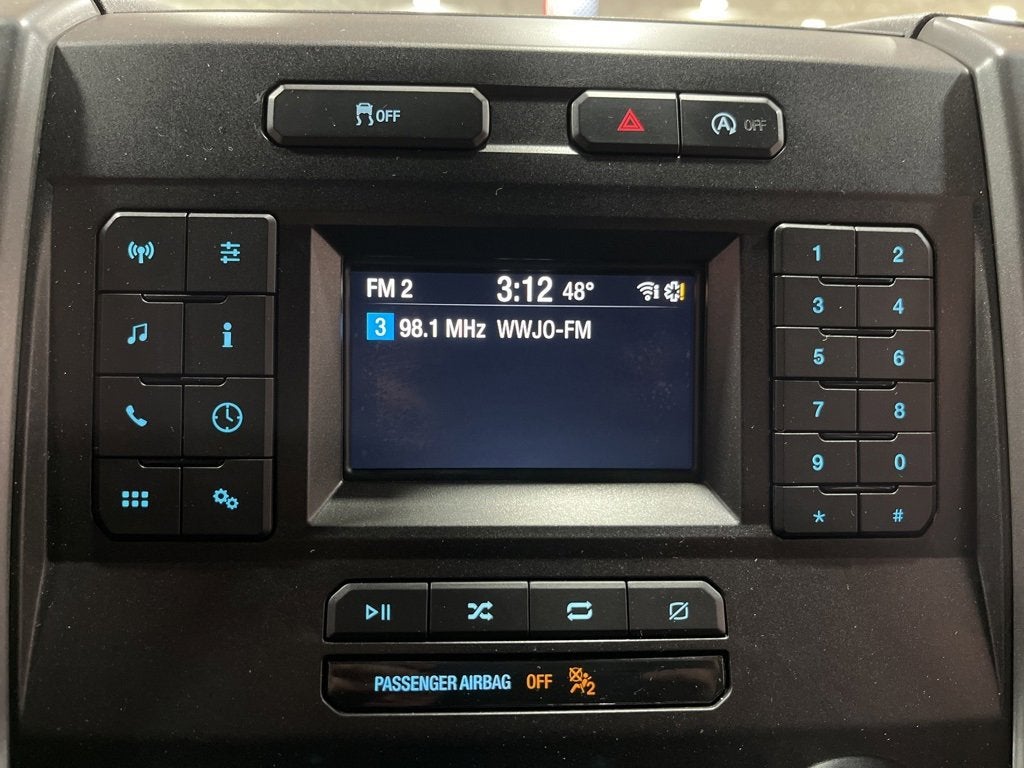 OFF
A OFF
FM 2 3:12 48°
3 98.1 MHz WWJO-FM
i
1 2
3 4
5 6
7 8
9 0
* #
PASSENGER AIRBAG OFF 2